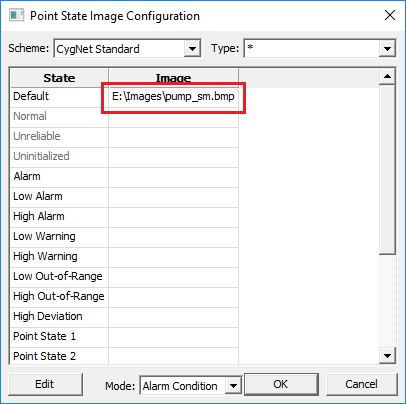 Point State Image Configuration
Scheme: CygNet Standard Type: *
State Image
Default E:\Images\pump_sm.bmp
Normal
Unreliable
Uninitialized
Alarm
Low Alarm
High Alarm
Low Warning
High Warning
Low Out-of-Range
High Out-of-Range
High Deviation
Point State 1
Point State 2
Edit Mode: Alarm Condition OK Cancel